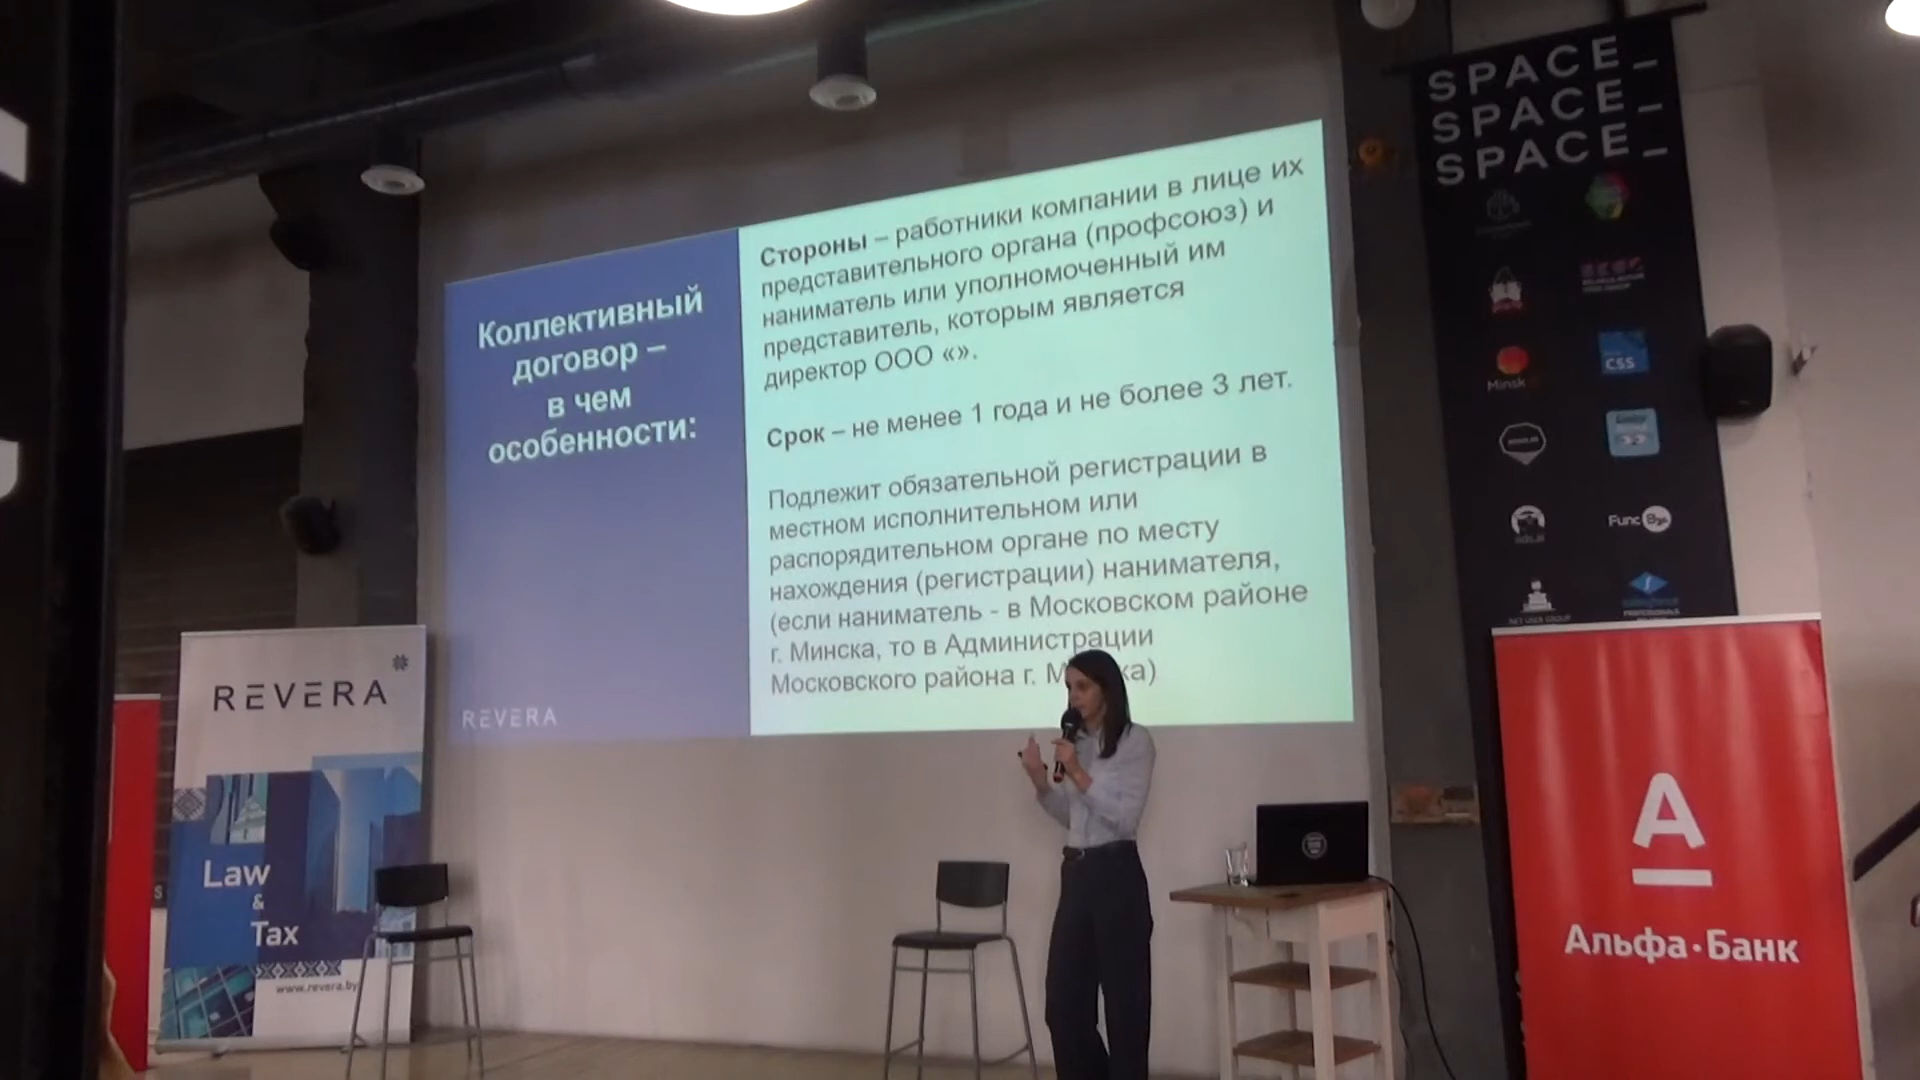 Коллективный
договор –
в чем
особенности:
REVERA
Стороны – работники компании в лице их
представительного органа (профсоюз) и
наниматель или уполномоченный им
представитель, которым является
директор ООО «».
Срок – не менее 1 года и не более 3 лет.
Подлежит обязательной регистрации в
местном исполнительном или
распорядительном органе по месту
нахождения (регистрации) нанимателя,
(если наниматель - в Московском районе
г. Минска, то в Администрации
Московского района г.
SPACE_
SPACE_
SPACE_
Minsk
CSS
Func
REVERA
Law
&
Tax
www.revera.by
А
Альфа·Банк